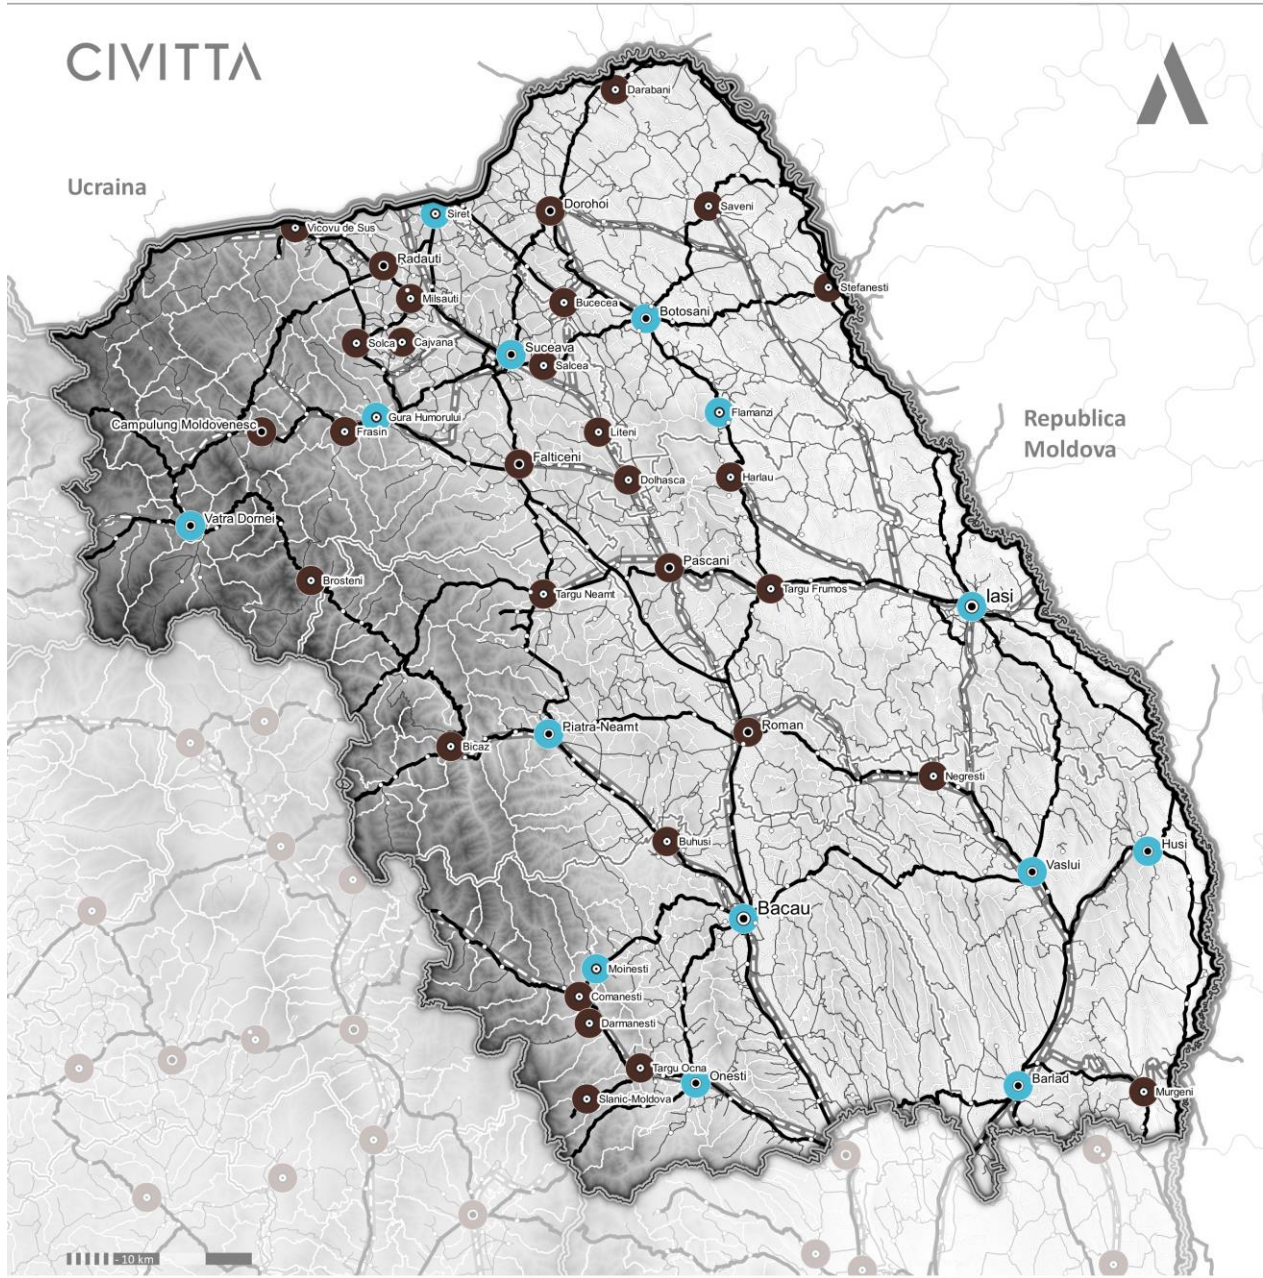 CIVITTA
Darabani
Ucraina
Dorohoi
Saveni
Siret
Vicovu de Sus
Radauti
Milsauti
Bucecea
Stefanesti
Botosani
Solca
Cajvana
Suceava
Salcea
Gura Humorului
Flamanzi
Republica
Moldova
Campulung Moldovenesc
Frasin
Liteni
Falticeni
Dolhasca
Harlau
Vatra Dornei
Pascani
Brosteni
Targu Neamt
Targu Frumos
Iasi
Piatra-Neamt
Roman
Bicaz
Negresti
Buhusi
Husi
Vaslui
Bacau
Moinesti
Comanesti
Darmanesti
Targu Ocna
Onesti
Barlad
Slanic-Moldova
Murgeni
- 10 km